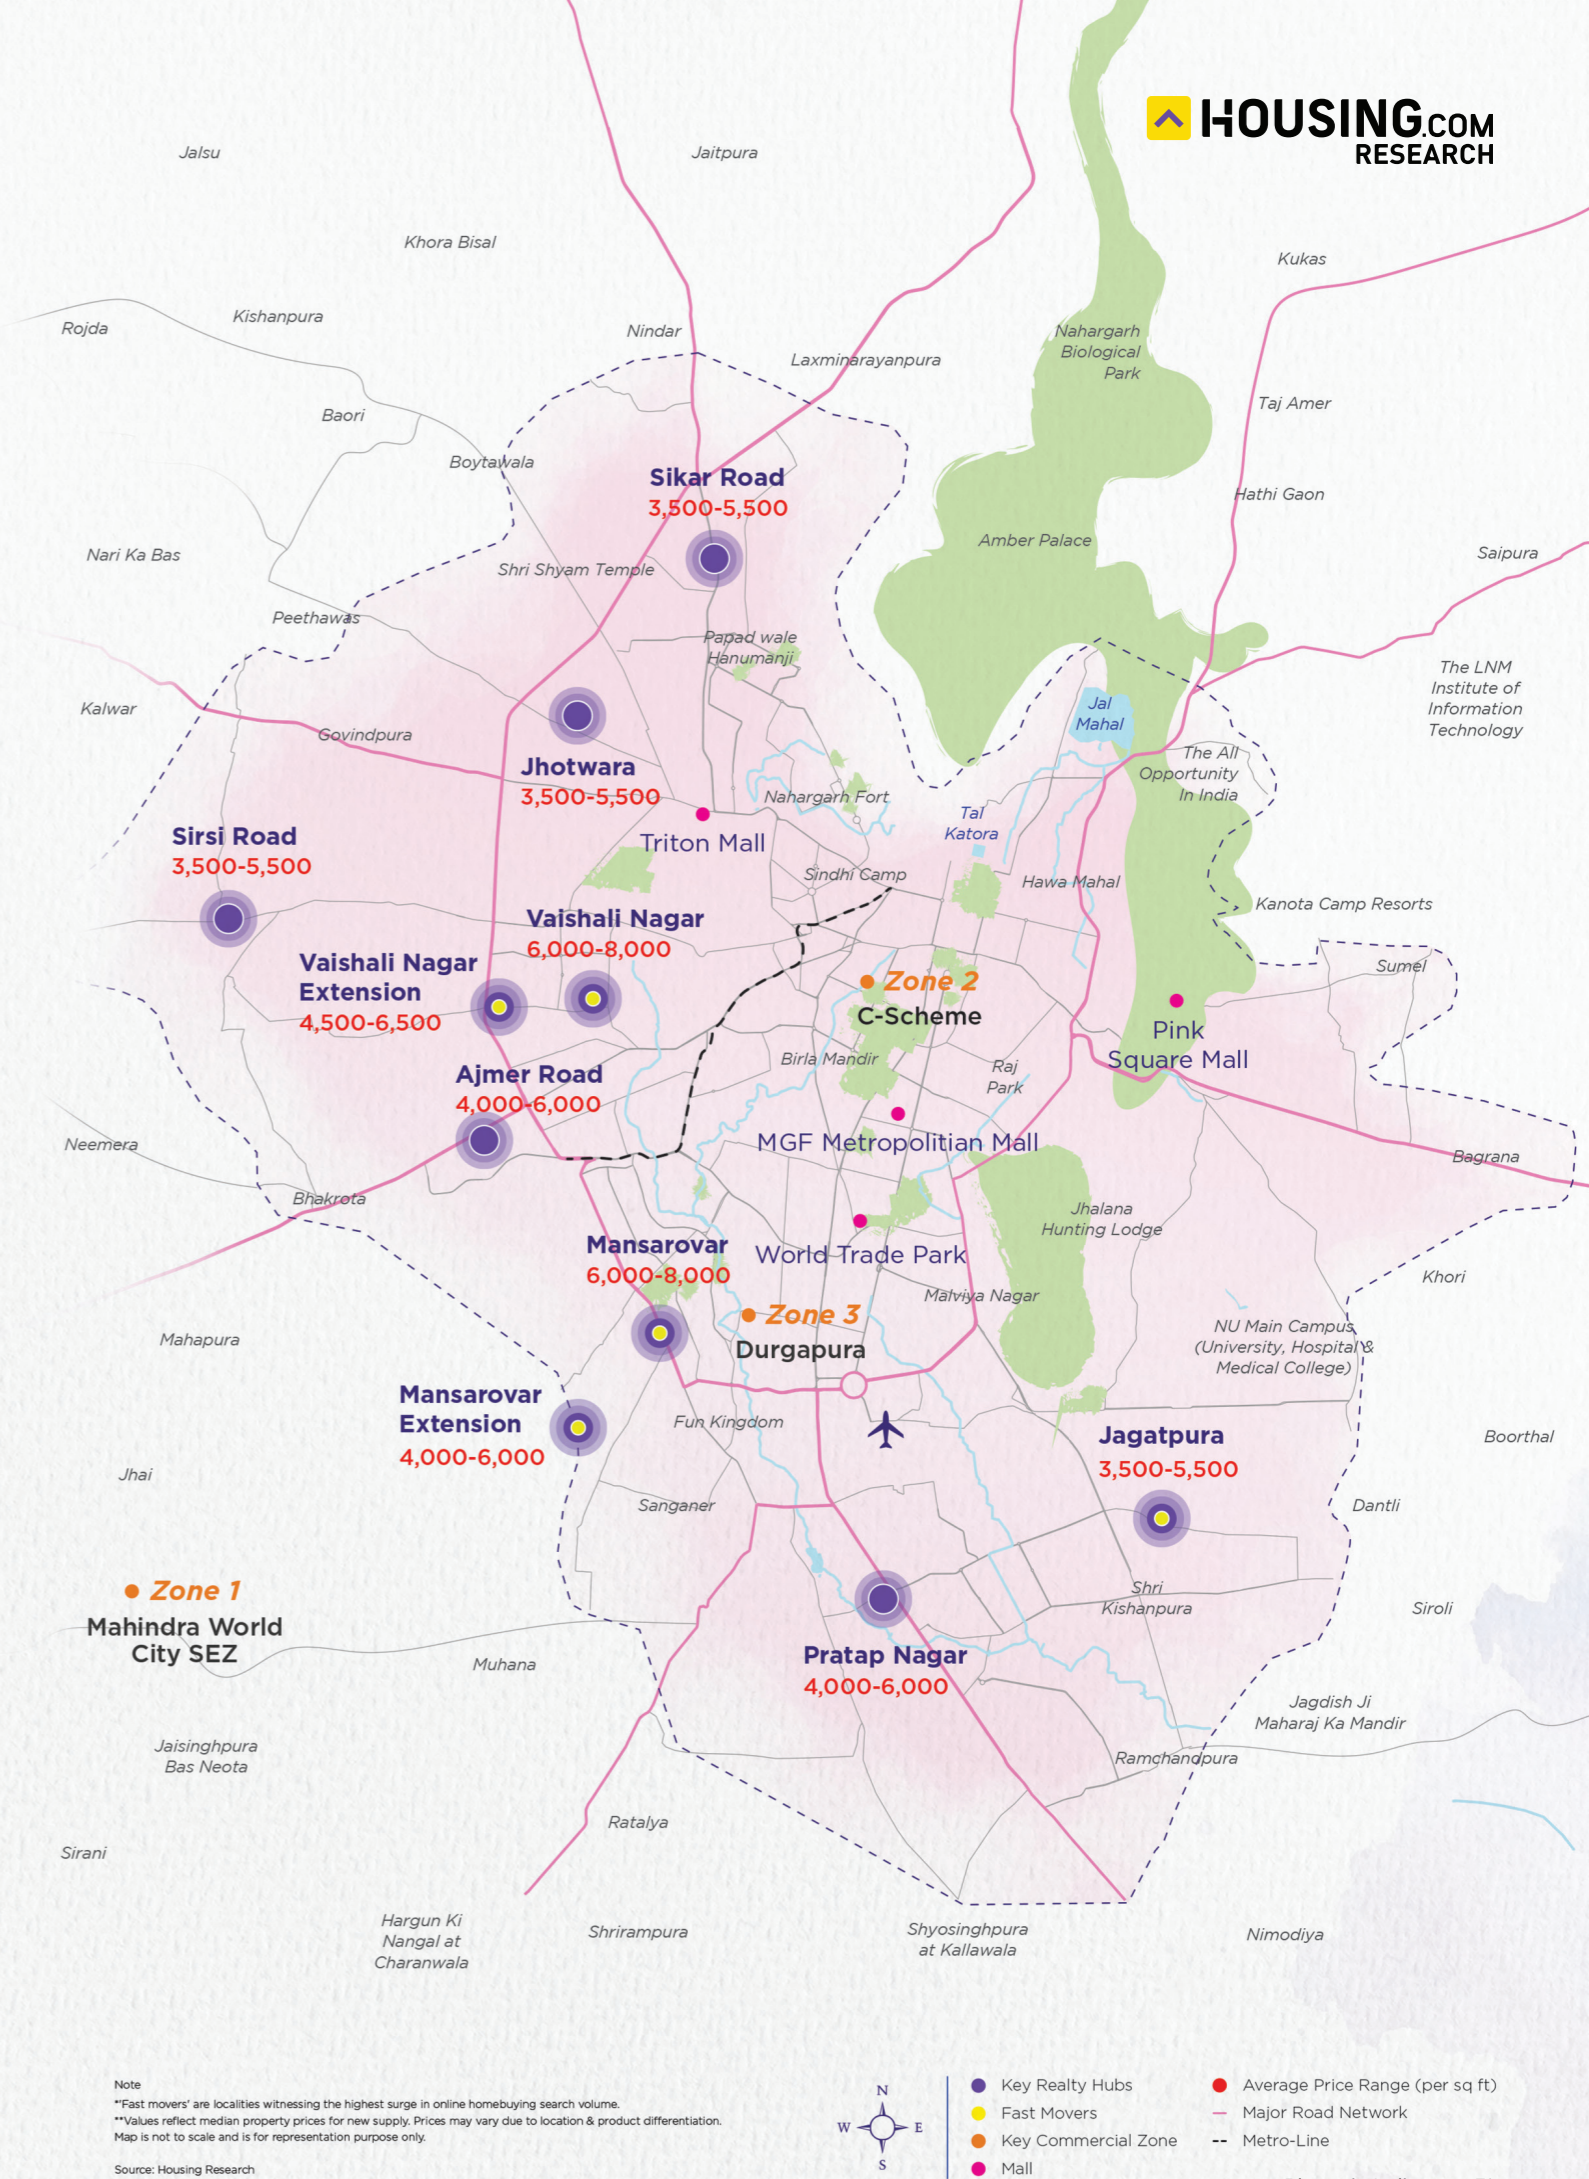 HOUSING.COM
RESEARCH
Jalsu
Jaitpura
Khora Bisal
Kukas
Kishanpura
Rojda
Nindar
Nahargarh
Biological
Park
Laxminarayanpura
Taj Amer
Baori
Boytawala
Sikar Road
3,500-5,500
Hathi Gaon
Amber Palace
Nari Ka Bas
Saipura
Shri Shyam Temple
Peethawas
Papad wale
Hanumanji
The LNM
Institute of
Information
Technology
Kalwar
Jal
Mahal
Govindpura
The All
Opportunity
In India
Jhotwara
3,500-5,500
Nahargarh Fort
Tal
Katora
Sirsi Road
3,500-5,500
Triton Mall
Sindhi Camp
Hawa Mahal
Kanota Camp Resorts
Vaishali Nagar
6,000-8,000
Vaishali Nagar
Extension
4,500-6,500
Sumel
Zone 2
C-Scheme
Pink
Square Mall
Birla Mandir
Raj
Park
Ajmer Road
4,000-6,000
MGF Metropolitian Mall
Neemera
Bagrana
Bhakrota
Jhalana
Hunting Lodge
Mansarovar
6,000-8,000
World Trade Park
Khori
Malviya Nagar
Zone 3
Durgapura
Mahapura
NU Main Campus
(University, Hospital &
Medical College)
Mansarovar
Extension
4,000-6,000
Fun Kingdom
Jagatpura
3,500-5,500
Boorthal
Jhai
Sanganer
Dantli
Zone 1
Mahindra World
City SEZ
Shri
Kishanpura
Siroli
Muhana
Pratap Nagar
4,000-6,000
Jagdish Ji
Maharaj Ka Mandir
Jaisinghpura
Bas Neota
Ramchandpura
Ratalya
Sirani
Hargun Ki
Nangal at
Charanwala
Shrirampura
Shyosinghpura
at Kallawala
Nimodiya
Note
*'Fast movers' are localities witnessing the highest surge in online homebuying search volume.
**Values reflect median property prices for new supply. Prices may vary due to location & product differentiation.
Map is not to scale and is for representation purpose only.
Source: Housing Research
N
W
E
S
Key Realty Hubs
Fast Movers
Key Commercial Zone
Mall
Average Price Range (per sq ft)
Major Road Network
Metro-Line